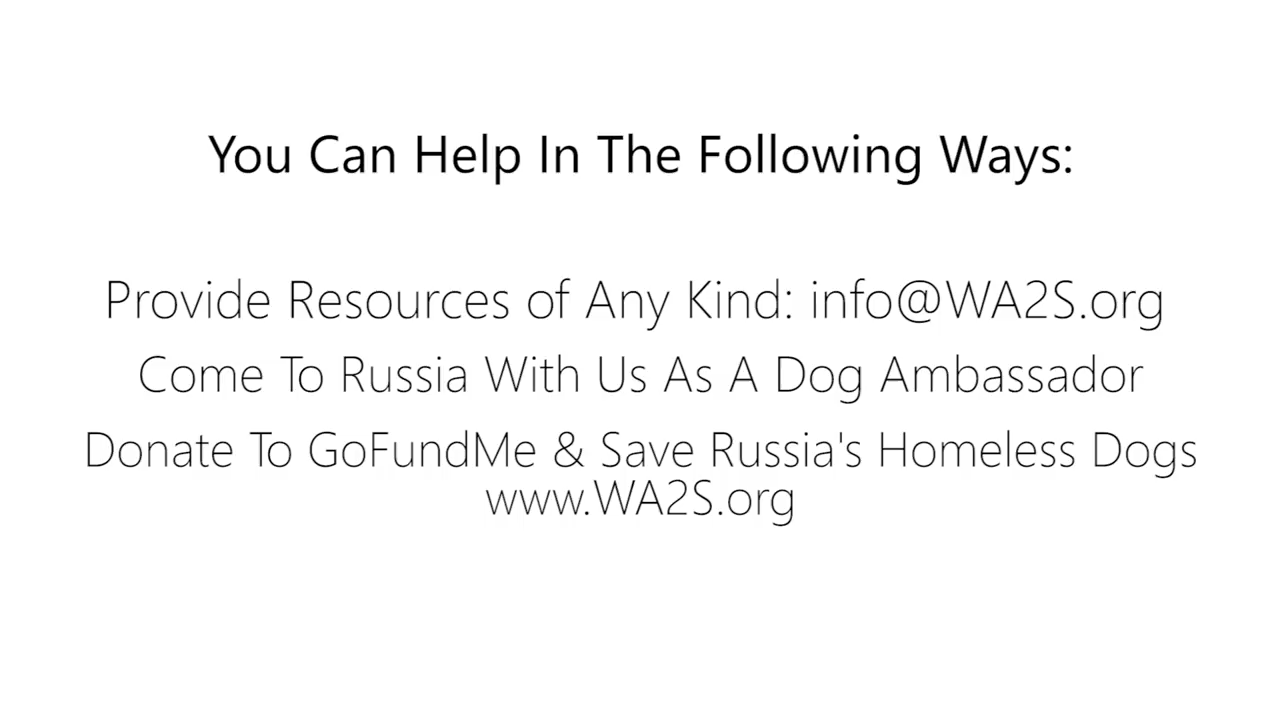 You Can Help In The Following Ways:
Provide Resources of Any Kind: info@WA2S.org
Come To Russia With Us As A Dog Ambassador
Donate To GoFundMe & Save Russia's Homeless Dogs
www.WA2S.org